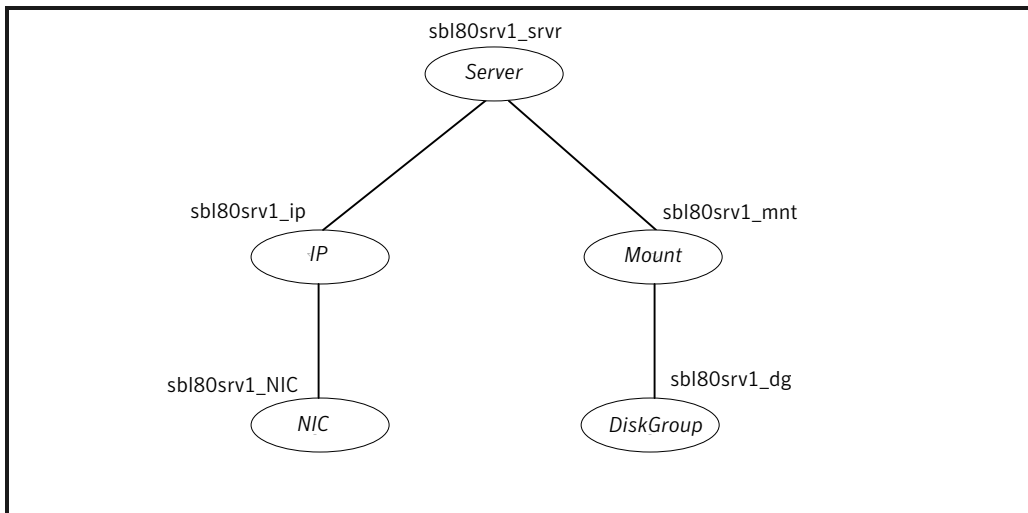 sbl80srv1_srvr
Server
sbl80srv1_ip
sbl80srv1_mnt
IP
Mount
sbl80srv1_NIC
sbl80srv1_dg
NIC
DiskGroup